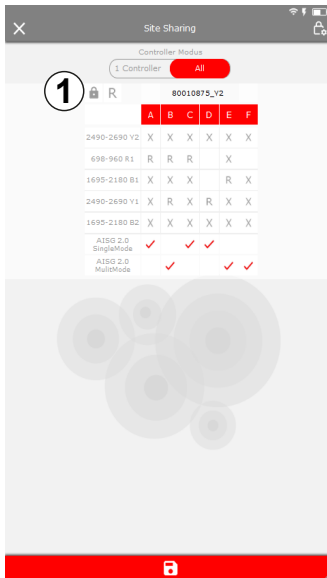 Site Sharing
Controller Modus
1 Controller All
1 R 80010875_Y2
A B C D E F
2490-2690 Y2 X X X X X X
698-960 R1 R R R X
1695-2180 B1 X X X R X
2490-2690 Y1 X R X R X X
1695-2180 B2 X X X X X X
AISG 2.0
SingleMode
AISG 2.0
MulitMode